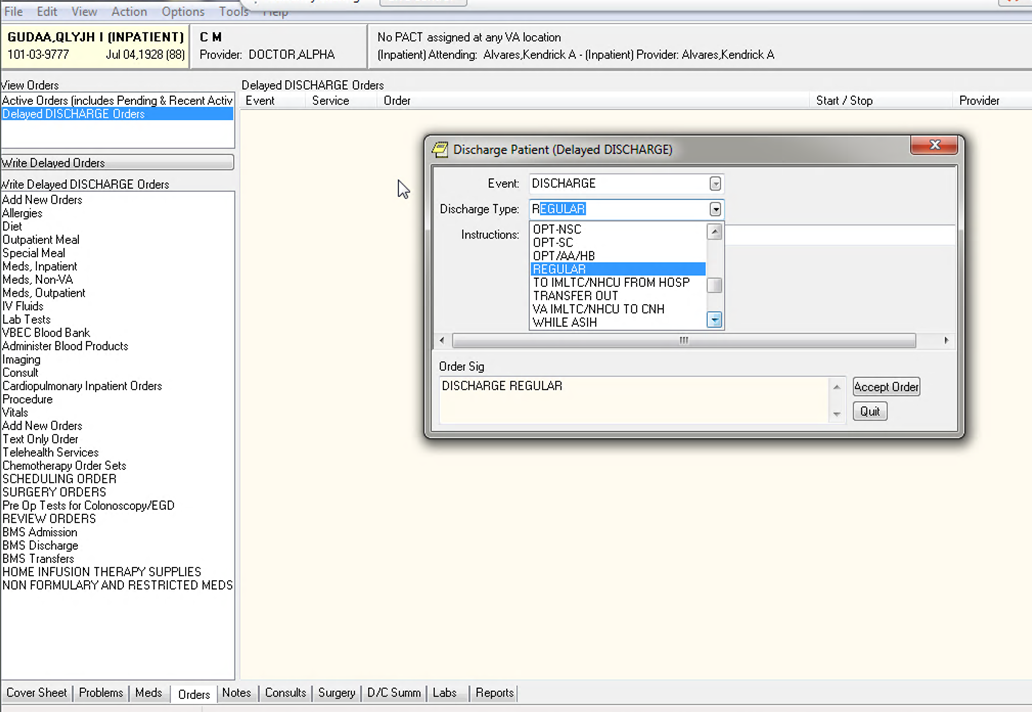 File Edit View Action Options Tools Help
GUDAA,QLYJH I (INPATIENT)
101-03-9777 Jul 04,1928 (88)
C M
Provider: DOCTOR,ALPHA
No PACT assigned at any VA location
(Inpatient) Attending: Alvares,Kendrick A - (Inpatient) Provider: Alvares,Kendrick A
View Orders
Active Orders (includes Pending & Recent Activ
Delayed DISCHARGE Orders
Write Delayed Orders
Write Delayed DISCHARGE Orders
Add New Orders
Allergies
Diet
Outpatient Meal
Special Meal
Meds, Inpatient
Meds, Non-VA
Meds, Outpatient
IV Fluids
Lab Tests
VBEC Blood Bank
Administer Blood Products
Imaging
Consult
Cardiopulmonary Inpatient Orders
Procedure
Vitals
Add New Orders
Text Only Order
Telehealth Services
Chemotherapy Order Sets
SCHEDULING ORDER
SURGERY ORDERS
Pre Op Tests for Colonoscopy/EGD
REVIEW ORDERS
BMS Admission
BMS Discharge
BMS Transfers
HOME INFUSION THERAPY SUPPLIES
NON FORMULARY AND RESTRICTED MEDS
Delayed DISCHARGE Orders
Event Service Order Start / Stop Provider
Discharge Patient (Delayed DISCHARGE)
Event: DISCHARGE
Discharge Type: REGULAR
Instructions:
OPT-NSC
OPT-SC
OPT/AA/HB
REGULAR
TO IMLTC/NHCU FROM HOSP
TRANSFER OUT
VA IMLTC/NHCU TO CNH
WHILE ASIH
Order Sig
DISCHARGE REGULAR
Accept Order
Quit
Cover Sheet Problems Meds Orders Notes Consults Surgery D/C Summ Labs Reports